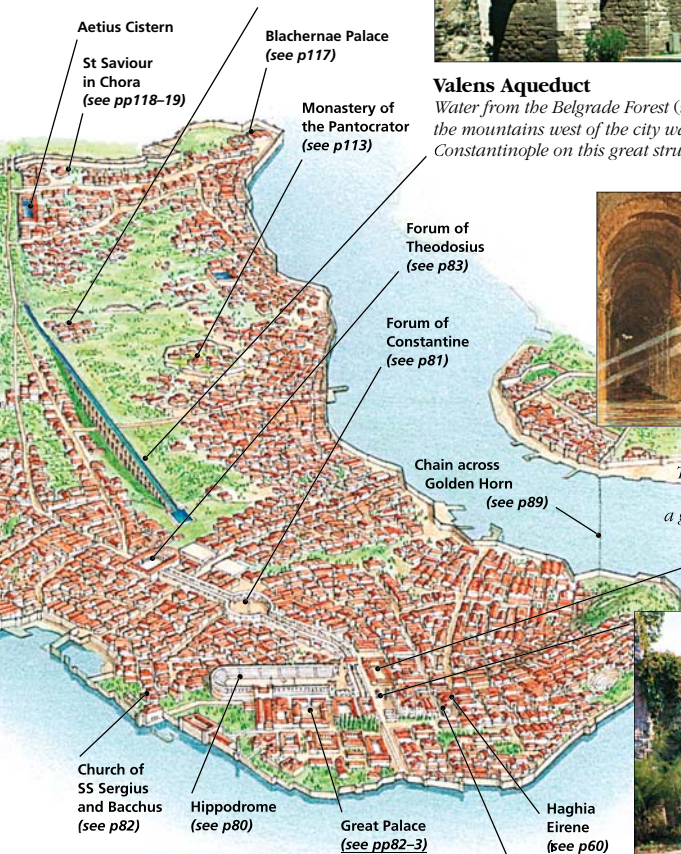 Aetius Cistern
St Saviour
in Chora
(see pp118–19)
Blachernae Palace
(see p117)
Monastery of
the Pantocrator
(see p113)
Valens Aqueduct
Water from the Belgrade Forest (
the mountains west of the city wa
Constantinople on this great stru
Forum of
Theodosius
(see p83)
Forum of
Constantine
(see p81)
Chain across
Golden Horn
(see p89)
T
a g
Church of
SS Sergius
and Bacchus
(see p82)
Hippodrome
(see p80)
Great Palace
(see pp82–3)
Haghia
Eirene
(see p60)